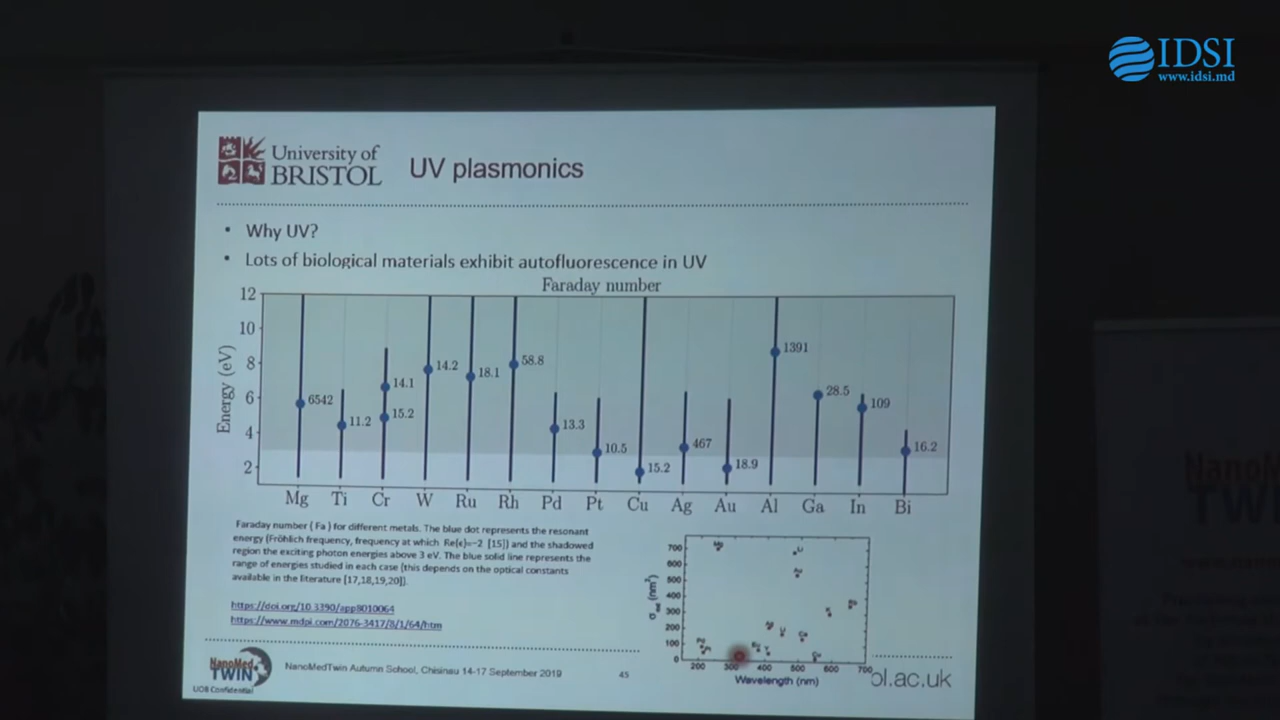 IDSI
www.idsi.md
University of
BRISTOL
UV plasmonics
• Why UV?
• Lots of biological materials exhibit autofluorescence in UV
Faraday number
12
10
8
6
4
2
Energy (eV)
6542
11.2
14.1
15.2
14.2
18.1
58.8
13.3
10.5
15.2
467
18.9
1391
28.5
109
16.2
Mg Ti Cr W Ru Rh Pd Pt Cu Ag Au Al Ga In Bi
Faraday number ( Fa ) for different metals. The blue dot represents the resonant
energy (Fröhlich frequency, frequency at which Re[ϵ]=−2 [15]) and the shadowed
region the exciting photon energies above 3 eV. The blue solid line represents the
range of energies studied in each case (this depends on the optical constants
available in the literature [17,18,19,20]).
https://doi.org/10.3390/app8010064
https://www.mdpi.com/2076-3417/8/1/64/htm
700
600
500
400
300
200
100
0
200 300 400 500 600 700
Wavelength (nm)
NanoMed
TWIN
UOB Confidential
NanoMedTwin Autumn School, Chisinau 14-17 September 2019
45
ol.ac.uk
Nano
TWIN